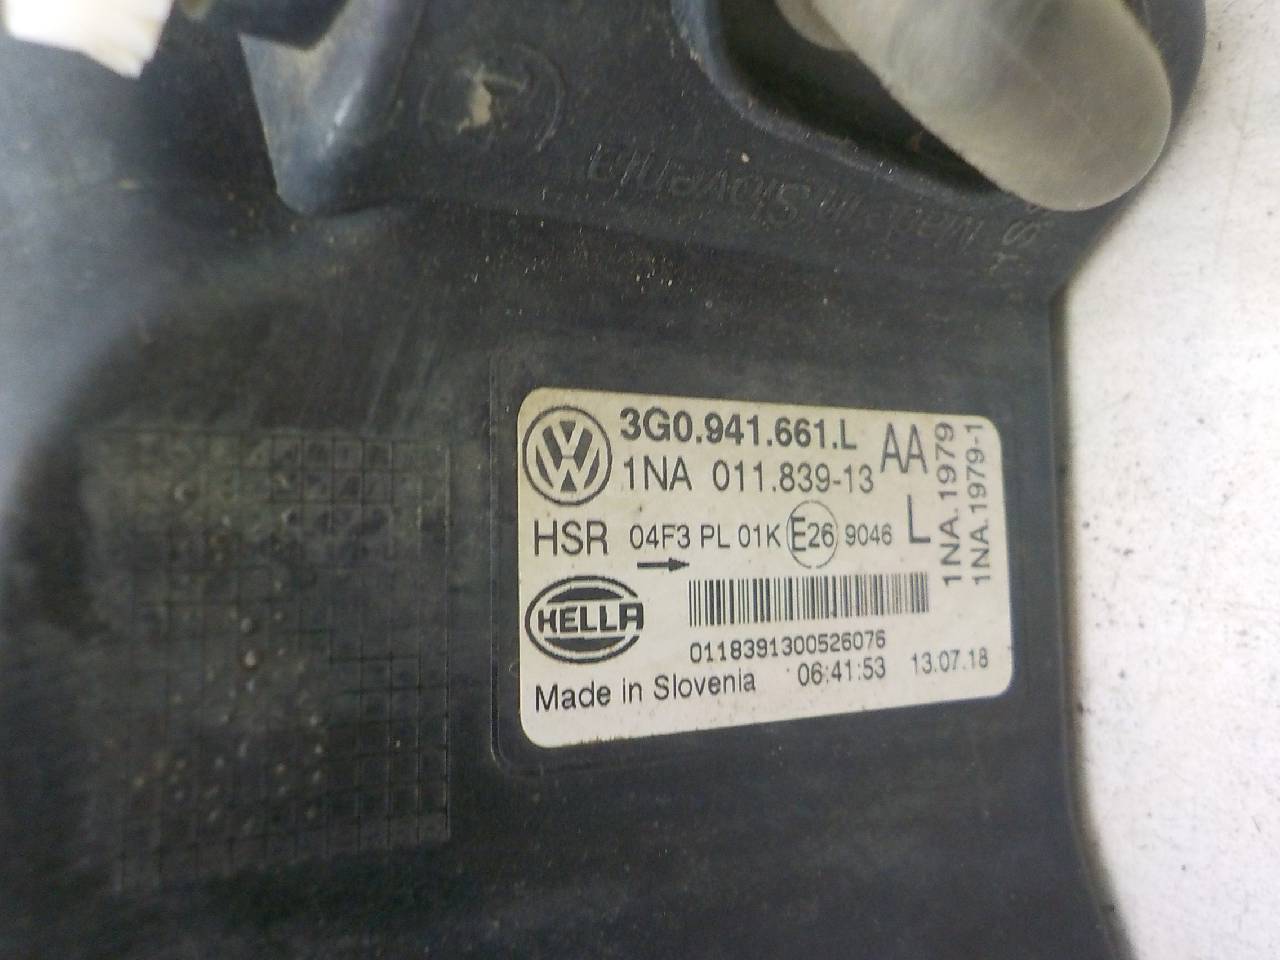 Made in Slovenia
3G0.941.661.L AA
1NA 011.839-13
HSR 04F3 PL 01K E26 9046 L
HELLA
0118391300526076
Made in Slovenia 06:41:53 13.07.18
1NA.1979
1NA.1979-1